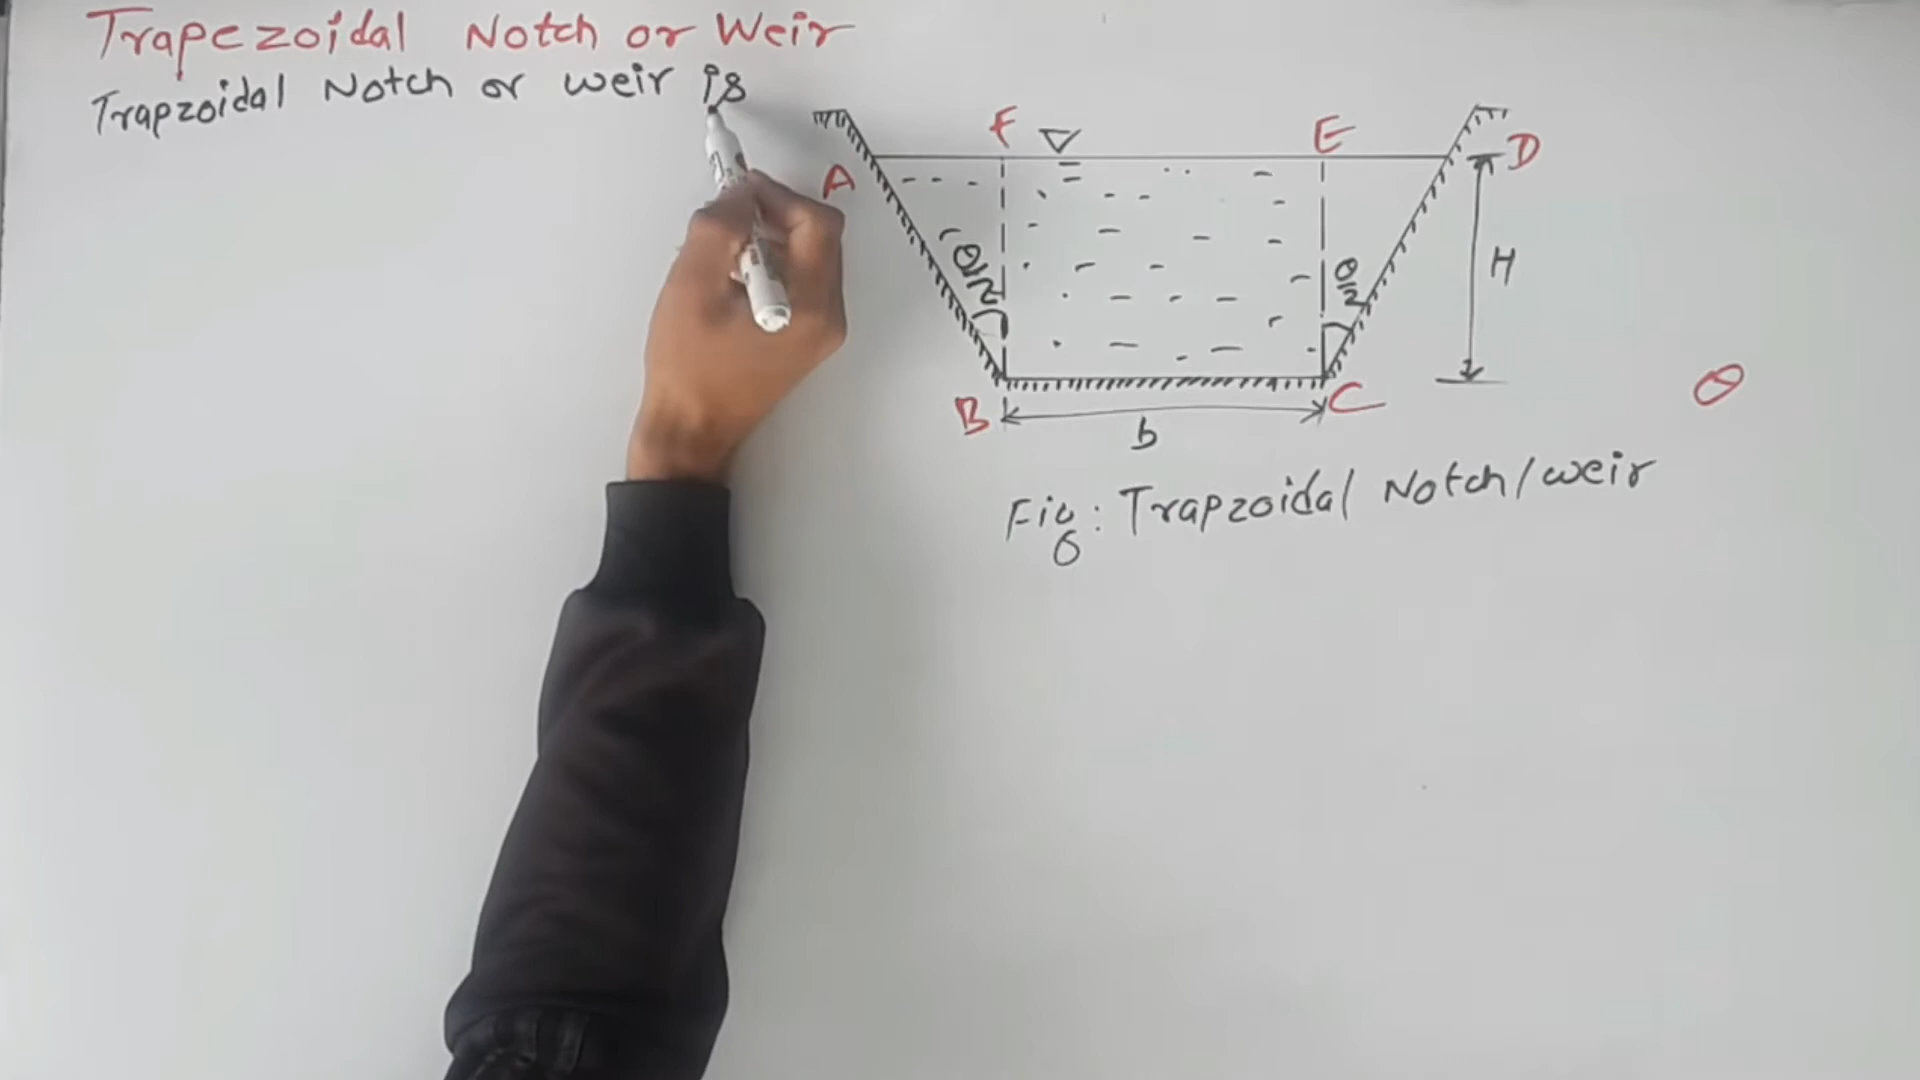 Trapezoidal Notch or Weir
Trapzoidal Notch or weir is
F
E
A
D
θ/2
θ/2
H
B
C
b
θ
Fig: Trapzoidal Notch/weir